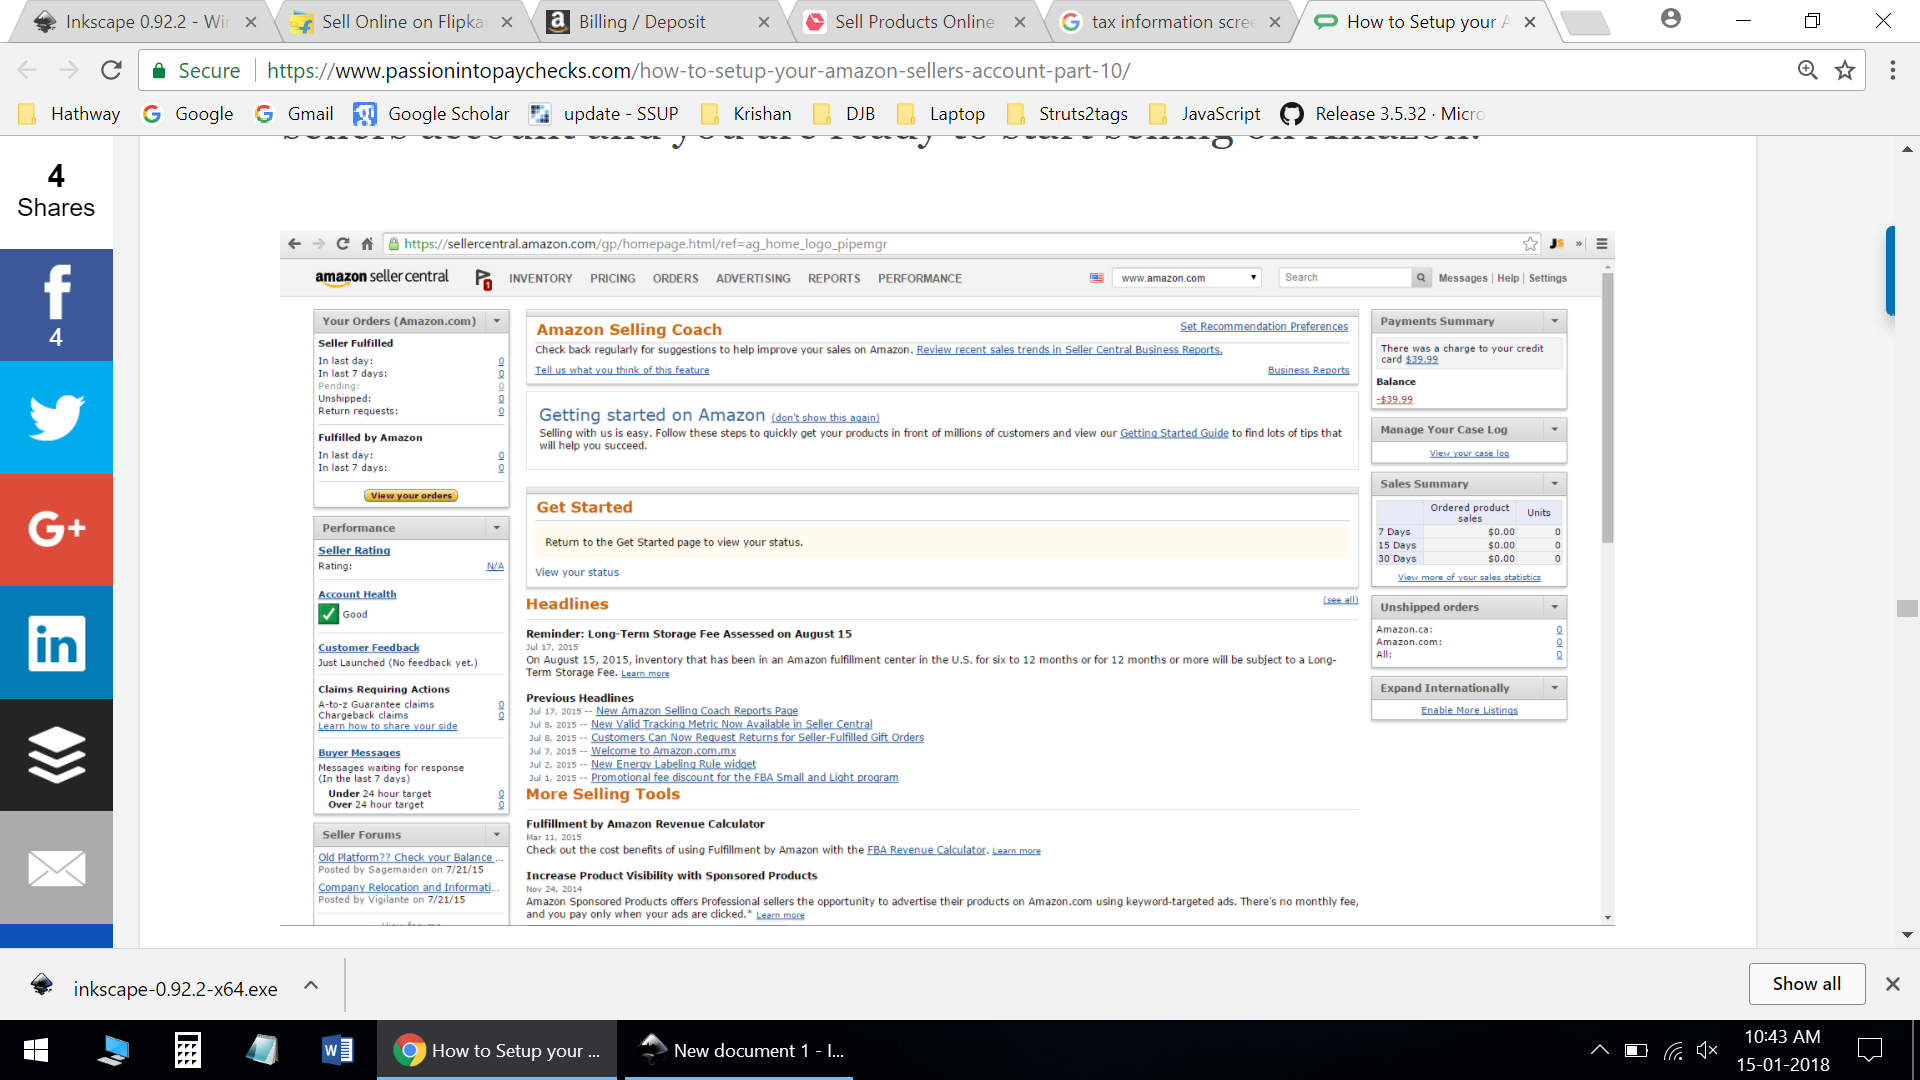 Inkscape 0.92.2 - Win
Sell Online on Flipka
Billing / Deposit
Sell Products Online
tax information scree
How to Setup your A
Secure
https://www.passionintopaychecks.com/how-to-setup-your-amazon-sellers-account-part-10/
Hathway
Google
Gmail
Google Scholar
update - SSUP
Krishan
DJB
Laptop
Struts2tags
JavaScript
Release 3.5.32 · Micro
sellers account and you are ready to start selling on Amazon.
4
Shares
4
https://sellercentral.amazon.com/gp/homepage.html/ref=ag_home_logo_pipemgr
amazon seller central
1
INVENTORY PRICING ORDERS ADVERTISING REPORTS PERFORMANCE
www.amazon.com
Search
Messages | Help | Settings
Your Orders (Amazon.com)
Seller Fulfilled
In last day: 0
In last 7 days: 0
Pending: 0
Unshipped: 0
Return requests: 0
Fulfilled by Amazon
In last day: 0
In last 7 days: 0
View your orders
Performance
Seller Rating
Rating: N/A
Account Health
Good
Customer Feedback
Just Launched (No feedback yet.)
Claims Requiring Actions
A-to-z Guarantee claims 0
Chargeback claims 0
Learn how to share your side
Buyer Messages
Messages waiting for response
(In the last 7 days)
Under 24 hour target 0
Over 24 hour target 0
Seller Forums
Old Platform?? Check your Balance ...
Posted by Sagemaiden on 7/21/15
Company Relocation and Informati...
Posted by Vigilante on 7/21/15
View forums
Amazon Selling Coach
Set Recommendation Preferences
Check back regularly for suggestions to help improve your sales on Amazon. Review recent sales trends in Seller Central Business Reports.
Tell us what you think of this feature
Business Reports
Getting started on Amazon (don't show this again)
Selling with us is easy. Follow these steps to quickly get your products in front of millions of customers and view our Getting Started Guide to find lots of tips that
will help you succeed.
Get Started
Return to the Get Started page to view your status.
View your status
Headlines
(see all)
Reminder: Long-Term Storage Fee Assessed on August 15
Jul 17, 2015
On August 15, 2015, inventory that has been in an Amazon fulfillment center in the U.S. for six to 12 months or for 12 months or more will be subject to a Long-
Term Storage Fee. Learn more
Previous Headlines
Jul 17, 2015 -- New Amazon Selling Coach Reports Page
Jul 8, 2015 -- New Valid Tracking Metric Now Available in Seller Central
Jul 8, 2015 -- Customers Can Now Request Returns for Seller-Fulfilled Gift Orders
Jul 7, 2015 -- Welcome to Amazon.com.mx
Jul 2, 2015 -- New Energy Labeling Rule widget
Jul 1, 2015 -- Promotional fee discount for the FBA Small and Light program
More Selling Tools
Fulfillment by Amazon Revenue Calculator
Mar 11, 2015
Check out the cost benefits of using Fulfillment by Amazon with the FBA Revenue Calculator. Learn more
Increase Product Visibility with Sponsored Products
Nov 24, 2014
Amazon Sponsored Products offers Professional sellers the opportunity to advertise their products on Amazon.com using keyword-targeted ads. There's no monthly fee,
and you pay only when your ads are clicked.* Learn more
Payments Summary
There was a charge to your credit
card $39.99
Balance
-$39.99
Manage Your Case Log
View your case log
Sales Summary
Ordered product
sales
Units
7 Days $0.00 0
15 Days $0.00 0
30 Days $0.00 0
View more of your sales statistics
Unshipped orders
Amazon.ca: 0
Amazon.com: 0
All: 0
Expand Internationally
Enable More Listings
inkscape-0.92.2-x64.exe
Show all
How to Setup your ...
New document 1 - I...
10:43 AM
15-01-2018